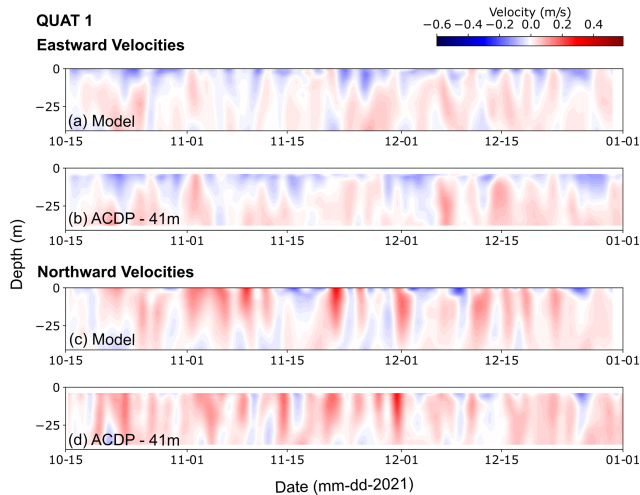 QUAT 1
Velocity (m/s)
−0.6 −0.4 −0.2 0.0 0.2 0.4
Eastward Velocities
0
−25
(a) Model
10-15 11-01 11-15 12-01 12-15 01-01
0
−25
(b) ACDP - 41m
10-15 11-01 11-15 12-01 12-15 01-01
Depth (m)
Northward Velocities
0
−25
(c) Model
10-15 11-01 11-15 12-01 12-15 01-01
0
−25
(d) ACDP - 41m
10-15 11-01 11-15 12-01 12-15 01-01
Date (mm-dd-2021)